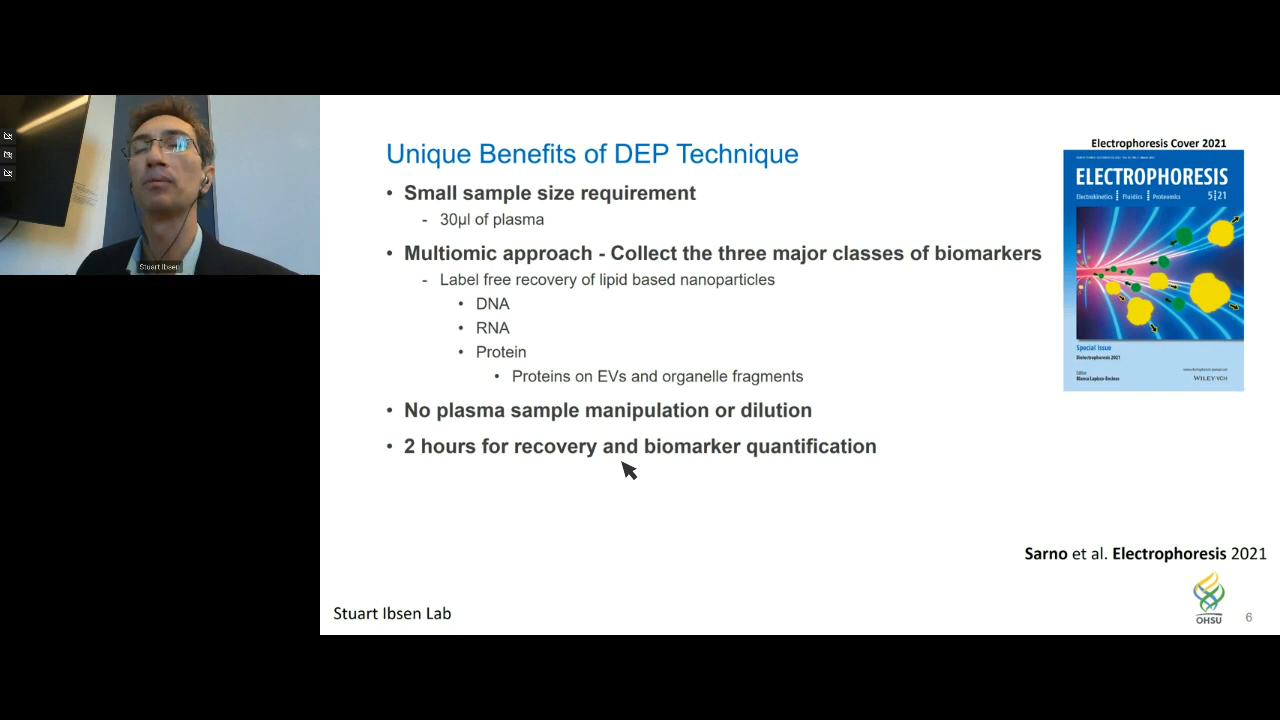 Stuart Ibsen
Unique Benefits of DEP Technique
• Small sample size requirement
- 30µl of plasma
• Multiomic approach - Collect the three major classes of biomarkers
- Label free recovery of lipid based nanoparticles
• DNA
• RNA
• Protein
• Proteins on EVs and organelle fragments
• No plasma sample manipulation or dilution
• 2 hours for recovery and biomarker quantification
Electrophoresis Cover 2021
ELECTROPHORESIS
Electrokinetics Fluidics Proteomics
5 21
Special Issue
Dielectrophoresis 2021
Editor
WILEY-VCH
Sarno et al. Electrophoresis 2021
Stuart Ibsen Lab
OHSU
6